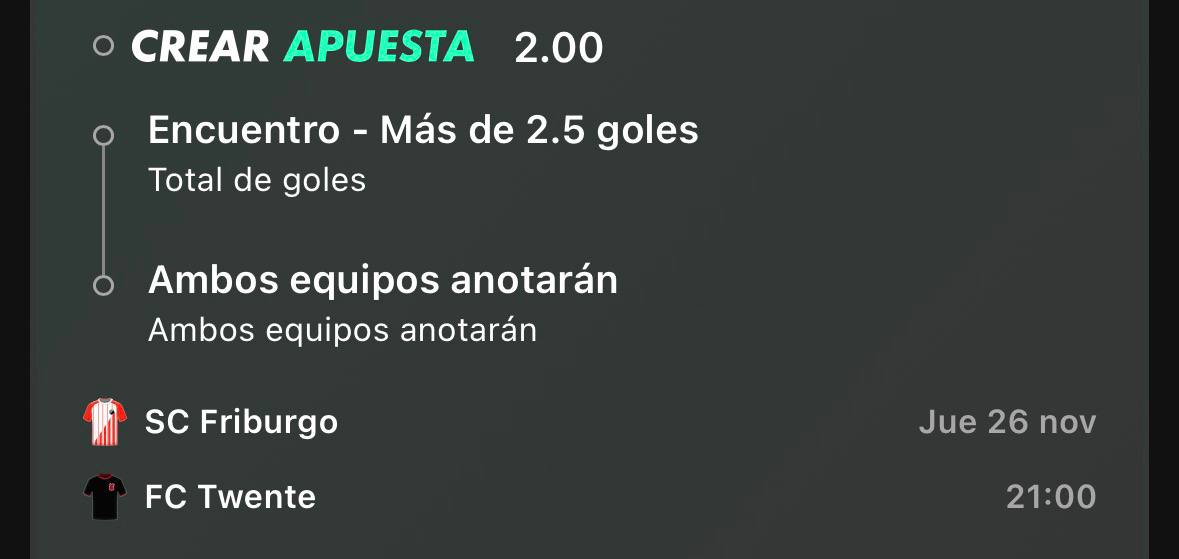 CREAR APUESTA 2.00
Encuentro - Más de 2.5 goles
Total de goles
Ambos equipos anotarán
Ambos equipos anotarán
SC Friburgo Jue 26 nov
FC Twente 21:00